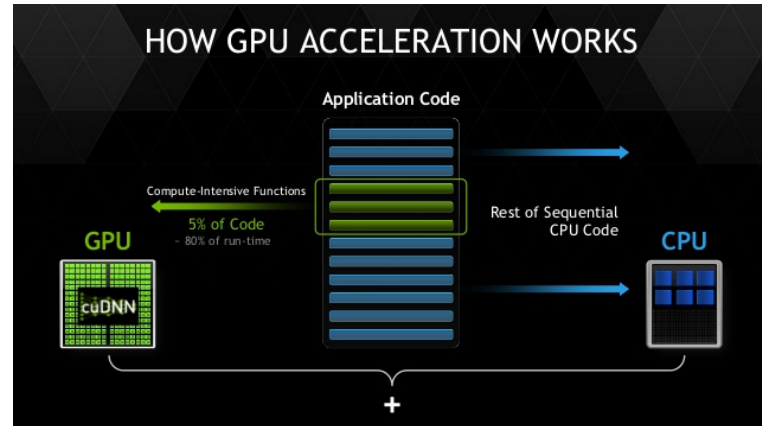 HOW GPU ACCELERATION WORKS
Application Code
Compute-Intensive Functions
5% of Code
~ 80% of run-time
Rest of Sequential
CPU Code
GPU
CPU
cuDNN
+